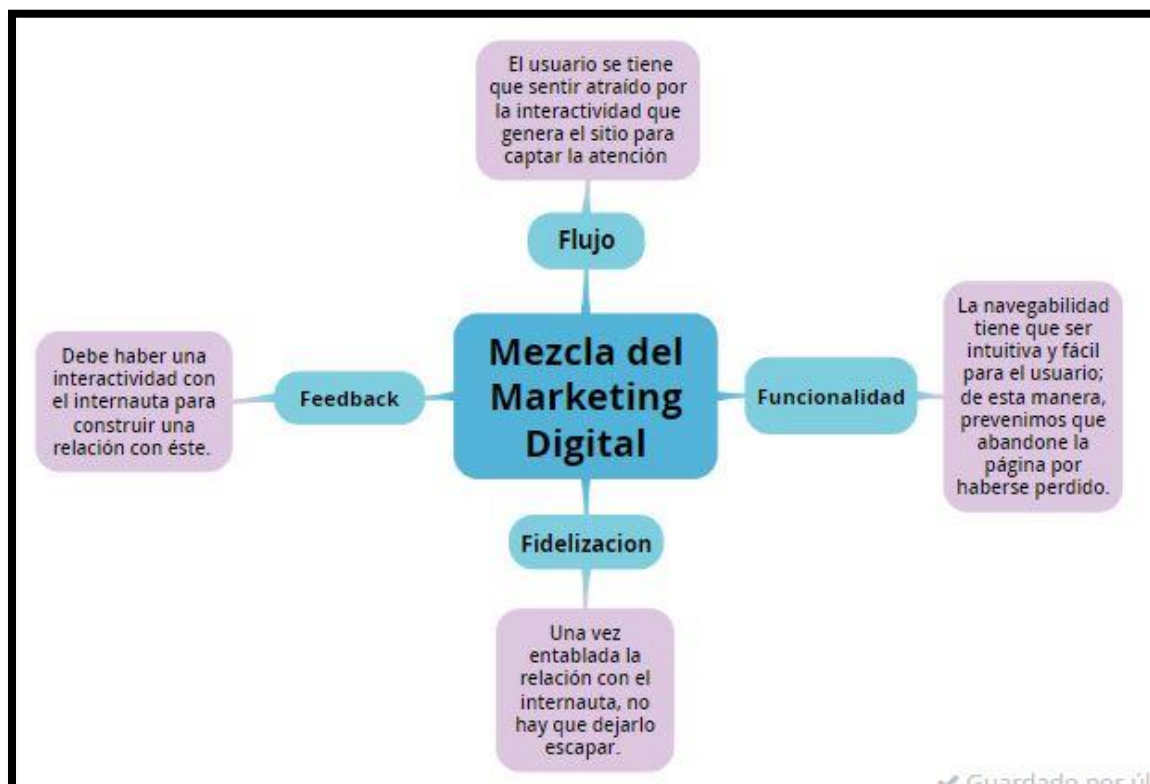 El usuario se tiene
que sentir atraído por
la interactividad que
genera el sitio para
captar la atención
Flujo
Mezcla del
Marketing
Digital
Funcionalidad
La navegabilidad
tiene que ser
intuitiva y fácil
para el usuario;
de esta manera,
prevenimos que
abandone la
página por
haberse perdido.
Feedback
Debe haber una
interactividad con
el internauta para
construir una
relación con éste.
Fidelizacion
Una vez
entablada la
relación con el
internauta, no
hay que dejarlo
escapar.
Guardado por